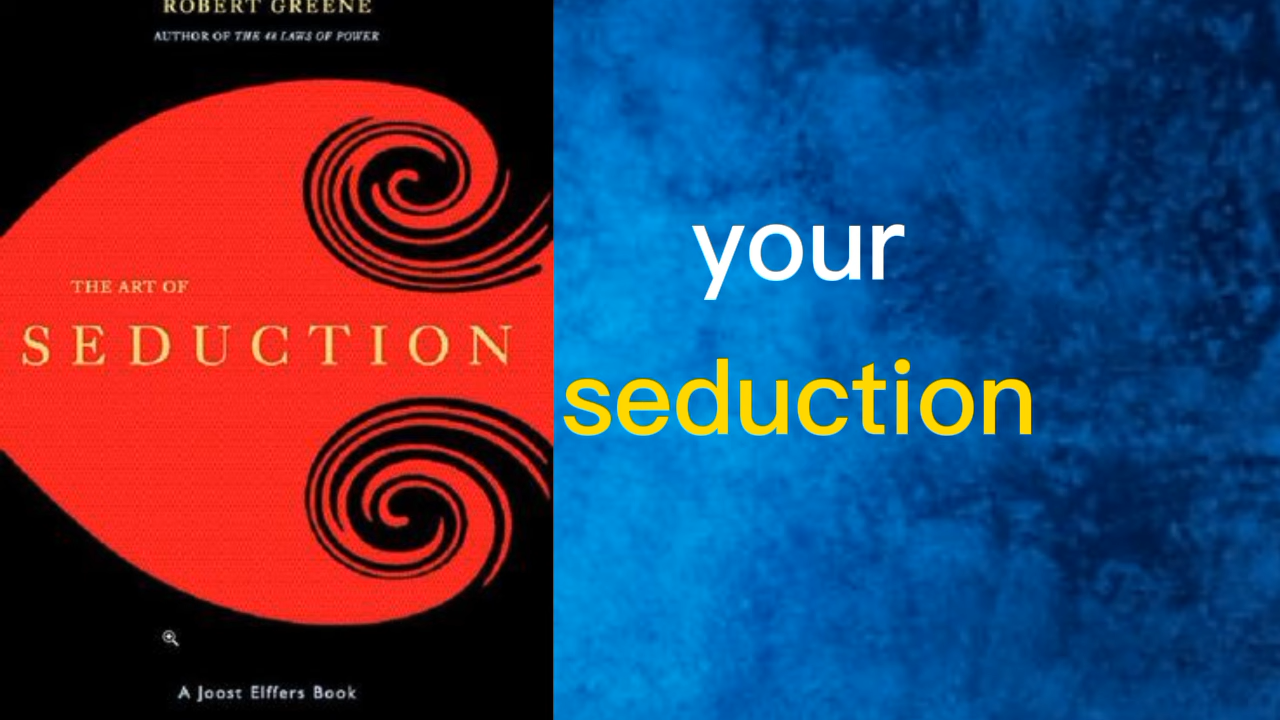 ROBERT GREENE
AUTHOR OF THE 48 LAWS OF POWER
THE ART OF
SEDUCTION
A Joost Elffers Book
your
seduction